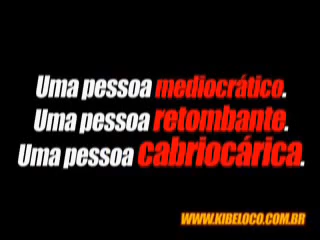 Uma pessoa mediocrático.
Uma pessoa retombante.
Uma pessoa cabriocárica.
WWW.KIBELOCO.COM.BR